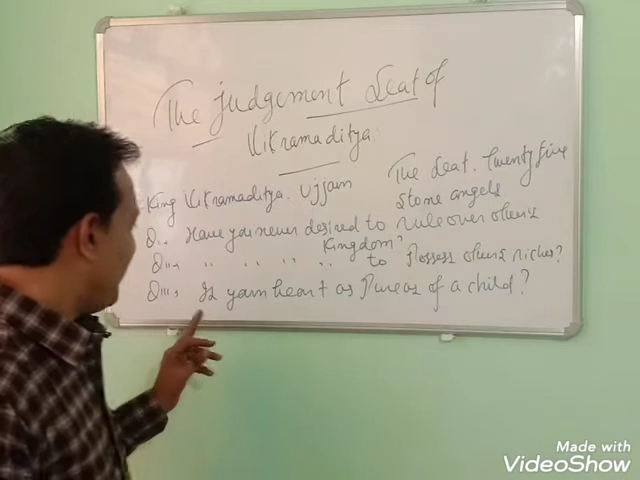 The judgement Seat of
Vikramaditya.
King Vikramaditya. Ujjain The Seat. Twenty five
stone angels
Q.i. Have you never desired to rule over others
Kingdom?
Q.ii. " " " " to Possess others riches?
Q.iii. Is your heart as Pure as of a child?
Made with
VideoShow